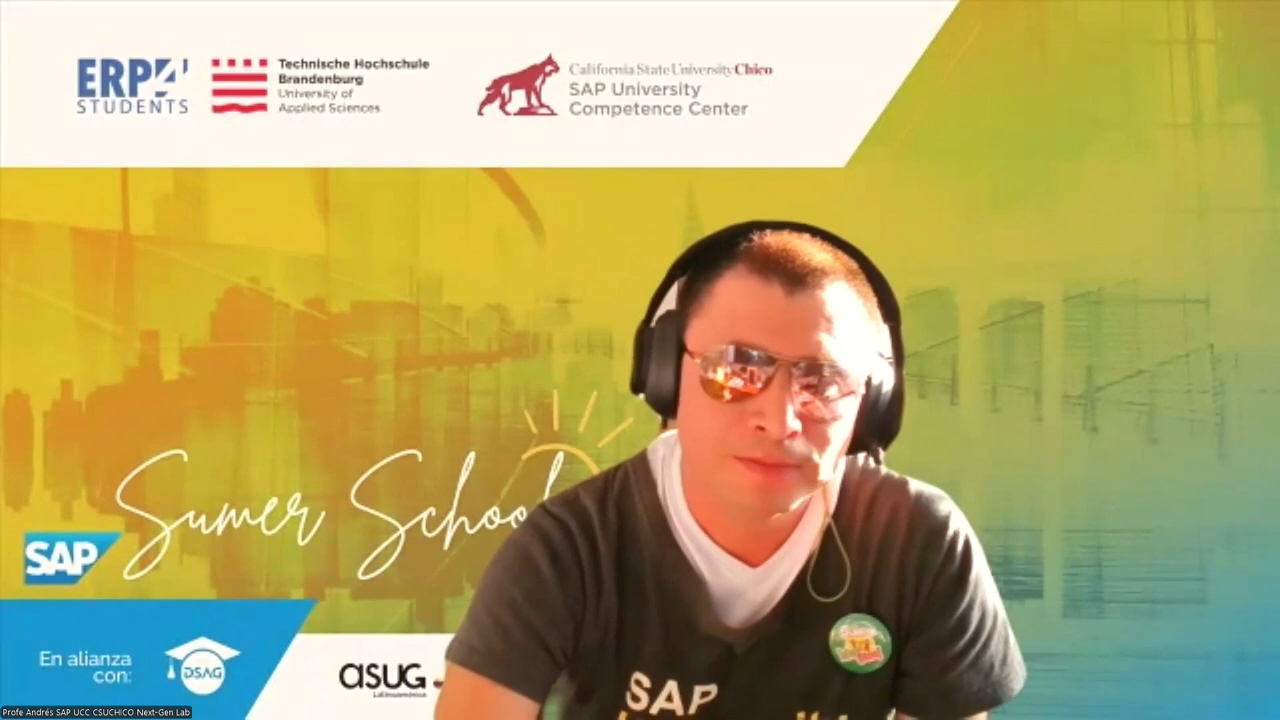 ERP4
STUDENTS
Technische Hochschule
Brandenburg
University of
Applied Sciences
California State University Chico
SAP University
Competence Center
Sumer School
SAP
En alianza
con:
DSAG
asug
Latinoamérica
SAP
Profe Andrés SAP UCC CSUCHICO Next-Gen Lab